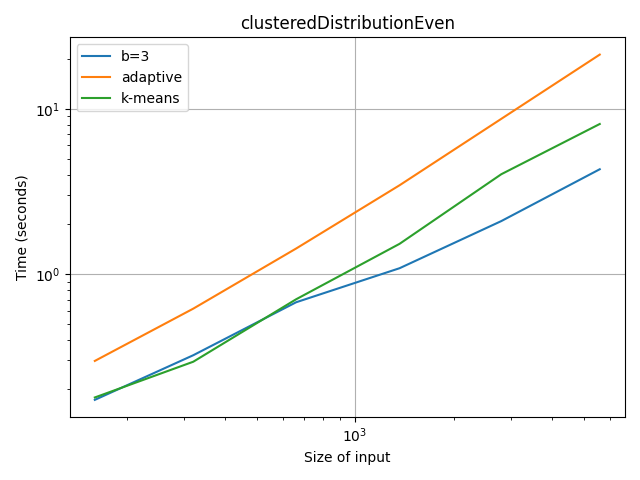 clusteredDistributionEven
b=3
adaptive
k-means
10¹
10⁰
Time (seconds)
10³
Size of input